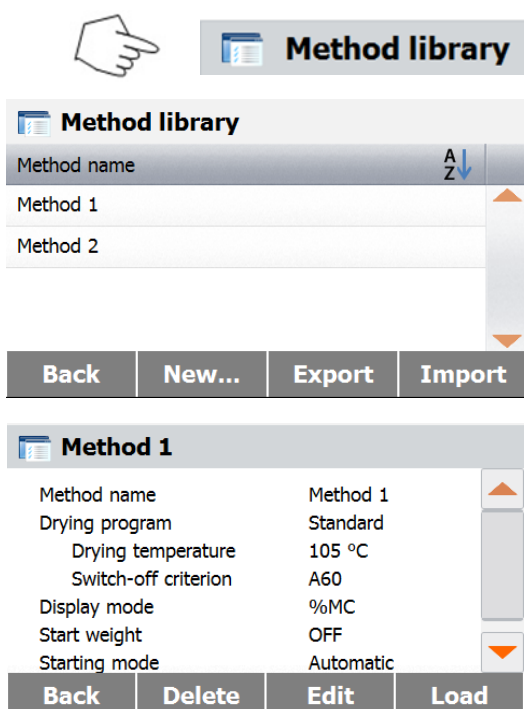 Method library
Method library
Method name A Z
Method 1
Method 2
Back New... Export Import
Method 1
Method name Method 1
Drying program Standard
Drying temperature 105 °C
Switch-off criterion A60
Display mode %MC
Start weight OFF
Starting mode Automatic
Back Delete Edit Load